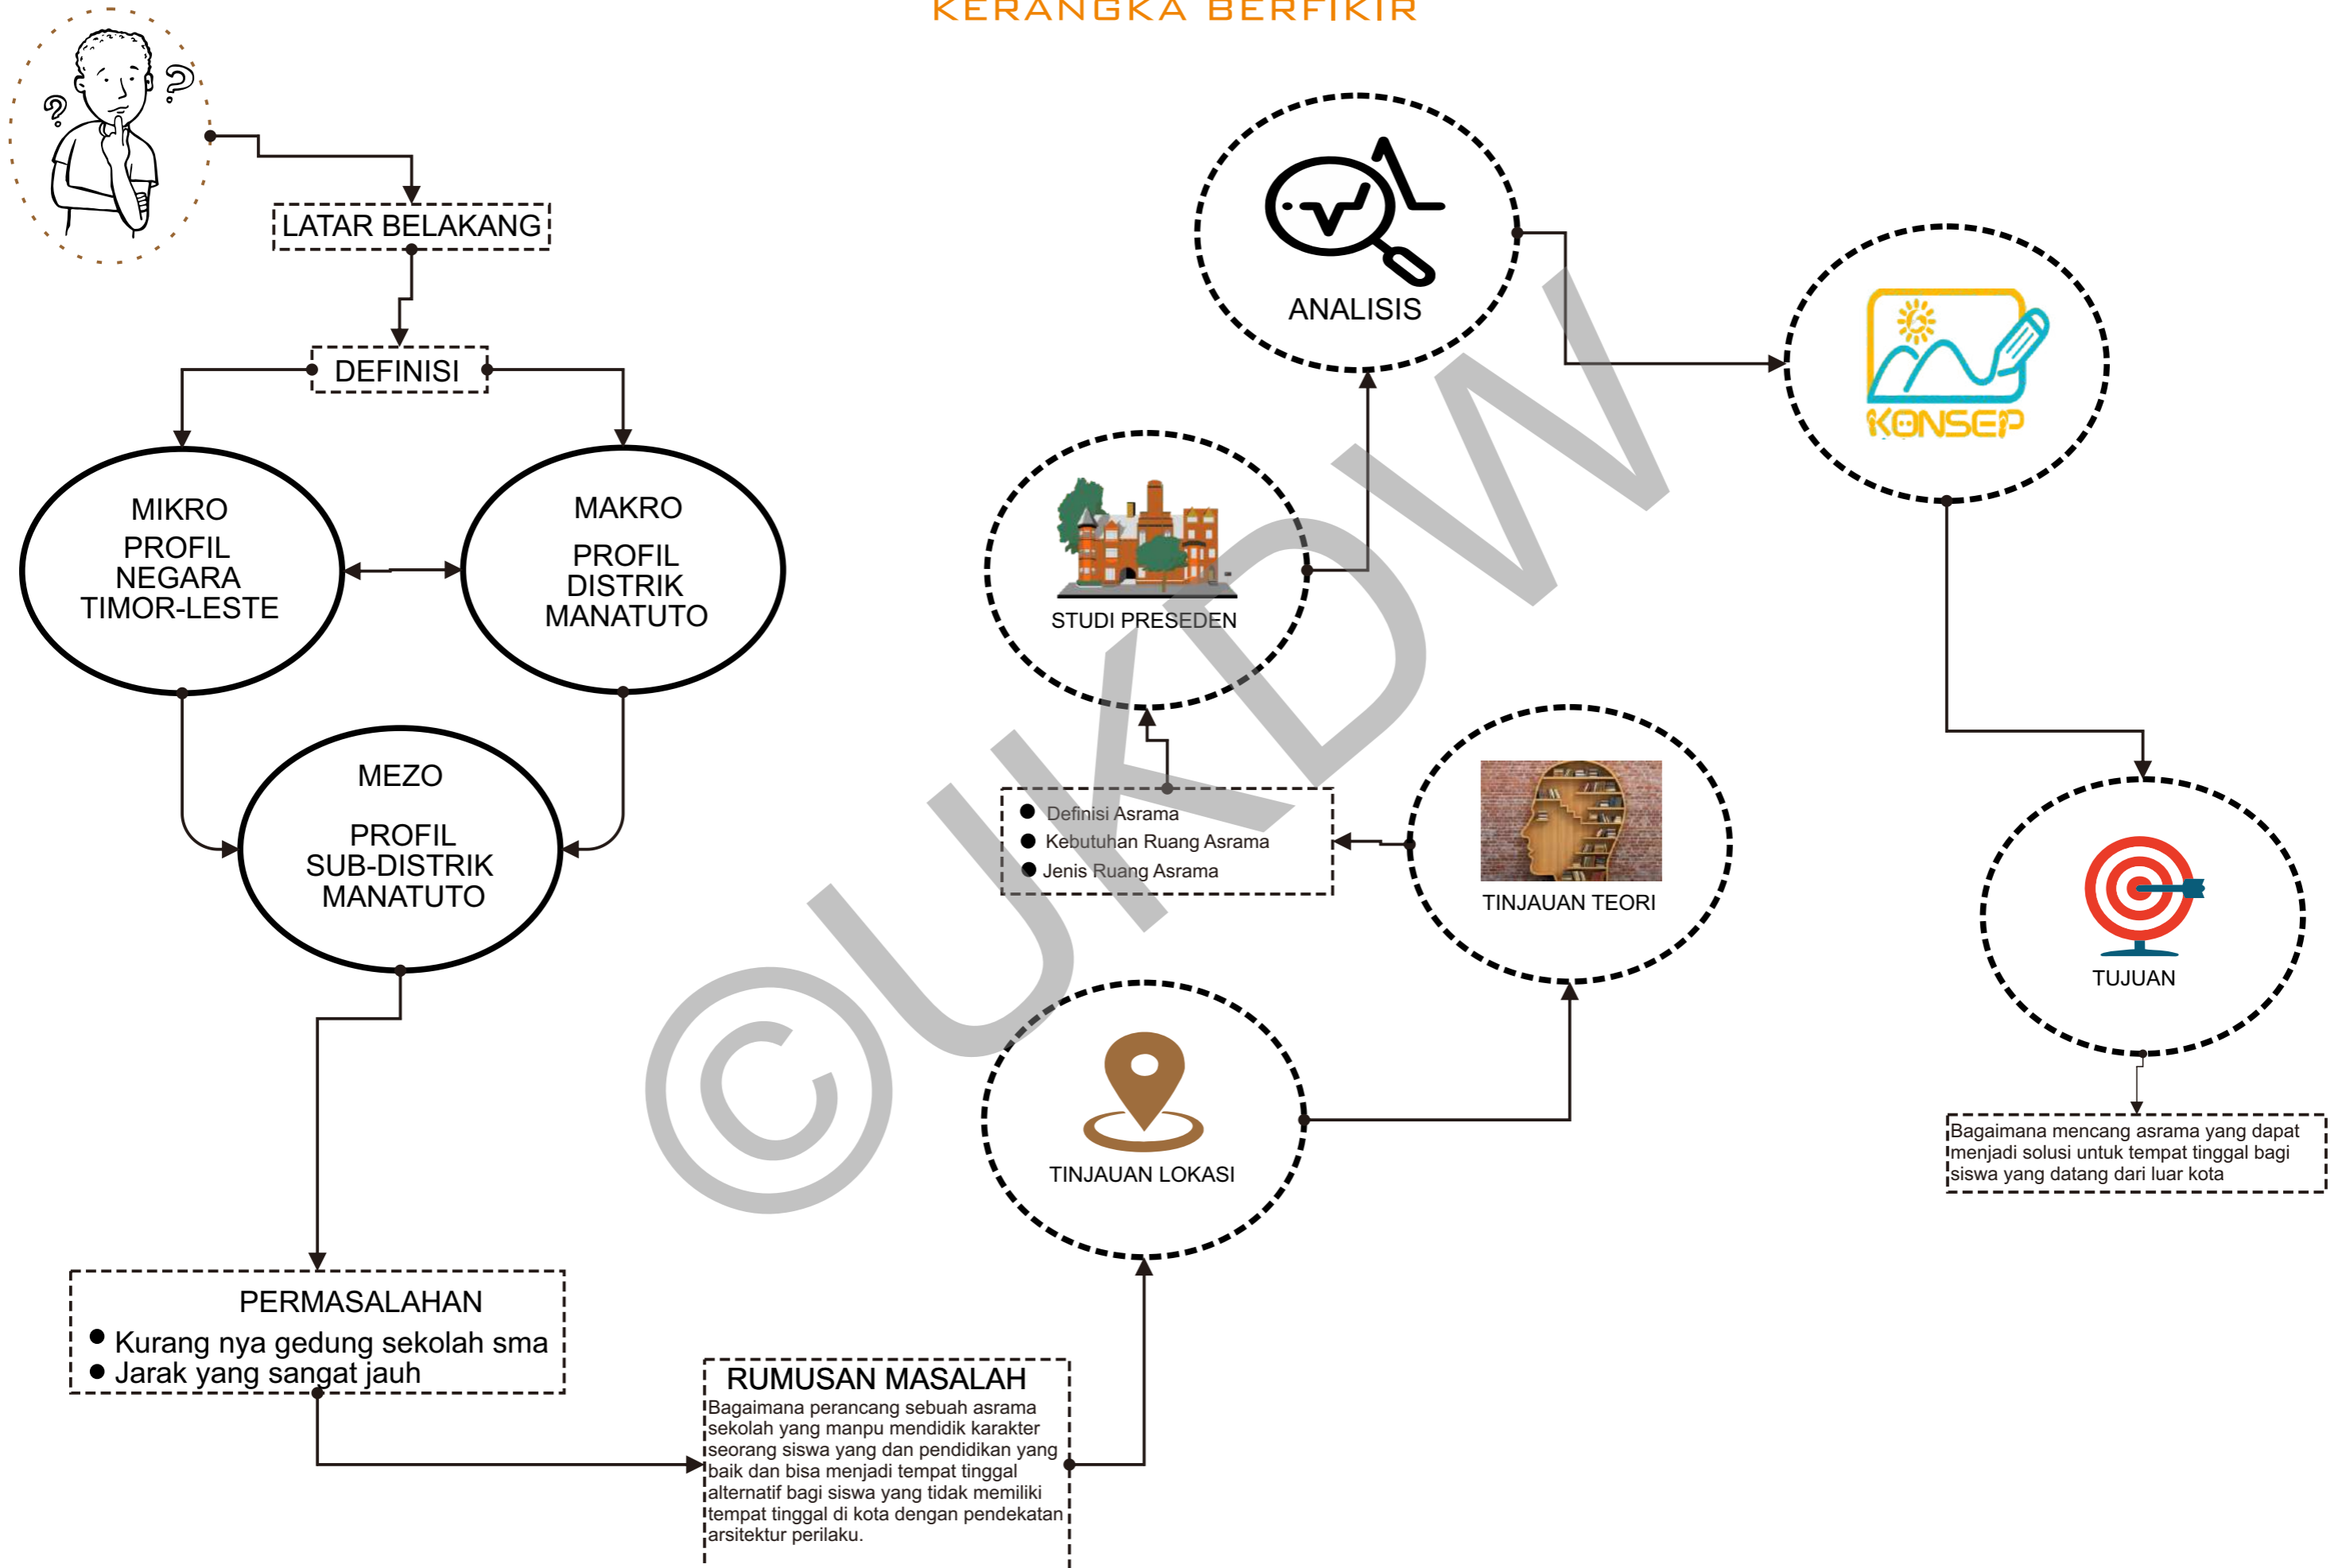 KERANGKA BERFIKIR
LATAR BELAKANG
DEFINISI
MIKRO
PROFIL
NEGARA
TIMOR-LESTE
MAKRO
PROFIL
DISTRIK
MANATUTO
MEZO
PROFIL
SUB-DISTRIK
MANATUTO
PERMASALAHAN
Kurang nya gedung sekolah sma
Jarak yang sangat jauh
RUMUSAN MASALAH
Bagaimana perancang sebuah asrama
sekolah yang manpu mendidik karakter
seorang siswa yang dan pendidikan yang
baik dan bisa menjadi tempat tinggal
alternatif bagi siswa yang tidak memiliki
tempat tinggal di kota dengan pendekatan
arsitektur perilaku.
TINJAUAN LOKASI
TINJAUAN TEORI
Definisi Asrama
Kebutuhan Ruang Asrama
Jenis Ruang Asrama
STUDI PRESEDEN
ANALISIS
KONSEP
TUJUAN
Bagaimana mencang asrama yang dapat
menjadi solusi untuk tempat tinggal bagi
siswa yang datang dari luar kota
©UKDW